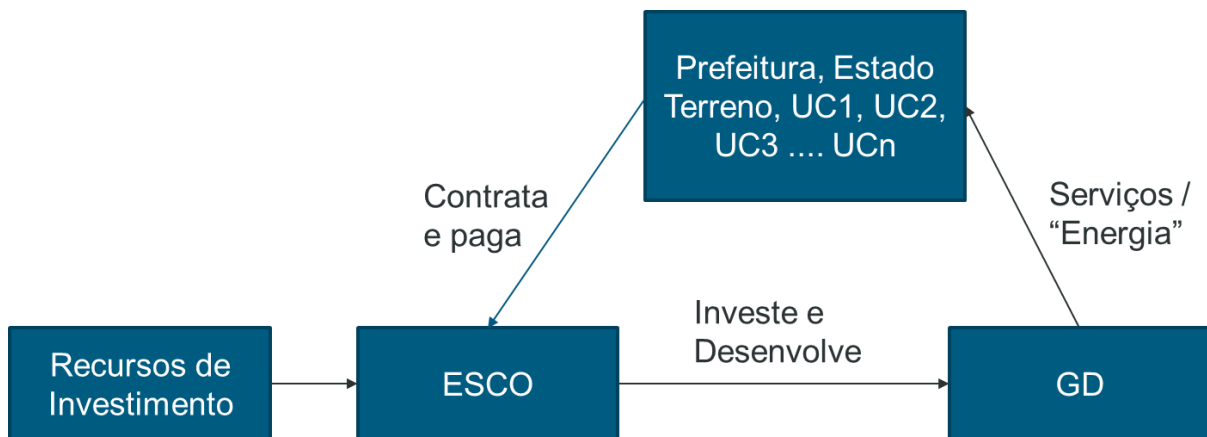 Prefeitura, Estado
Terreno, UC1, UC2,
UC3 .... UCn
Contrata
e paga
Serviços /
“Energia”
Investe e
Desenvolve
Recursos de
Investimento
ESCO
GD